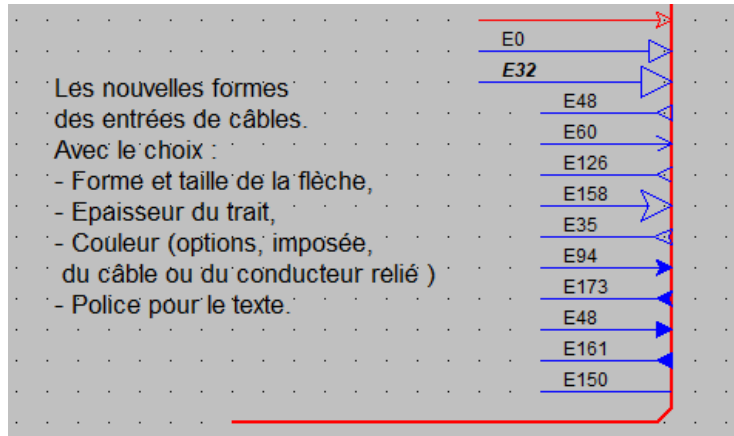 E0
E32
Les nouvelles formes
des entrées de câbles.
Avec le choix :
- Forme et taille de la flèche,
- Epaisseur du trait,
- Couleur (options, imposée,
du câble ou du conducteur relié )
- Police pour le texte.
E48
E60
E126
E158
E35
E94
E173
E48
E161
E150